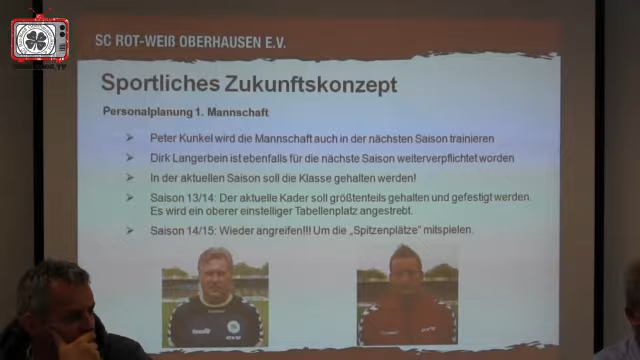 SC ROT-WEIß OBERHAUSEN E.V.
Sportliches Zukunftskonzept
Personalplanung 1. Mannschaft
➢ Peter Kunkel wird die Mannschaft auch in der nächsten Saison trainieren
➢ Dirk Langerbein ist ebenfalls für die nächste Saison weiterverpflichtet worden
➢ In der aktuellen Saison soll die Klasse gehalten werden!
➢ Saison 13/14: Der aktuelle Kader soll größtenteils gehalten und gefestigt werden.
Es wird ein oberer einstelliger Tabellenplatz angestrebt.
➢ Saison 14/15: Wieder angreifen!!! Um die „Spitzenplätze" mitspielen.